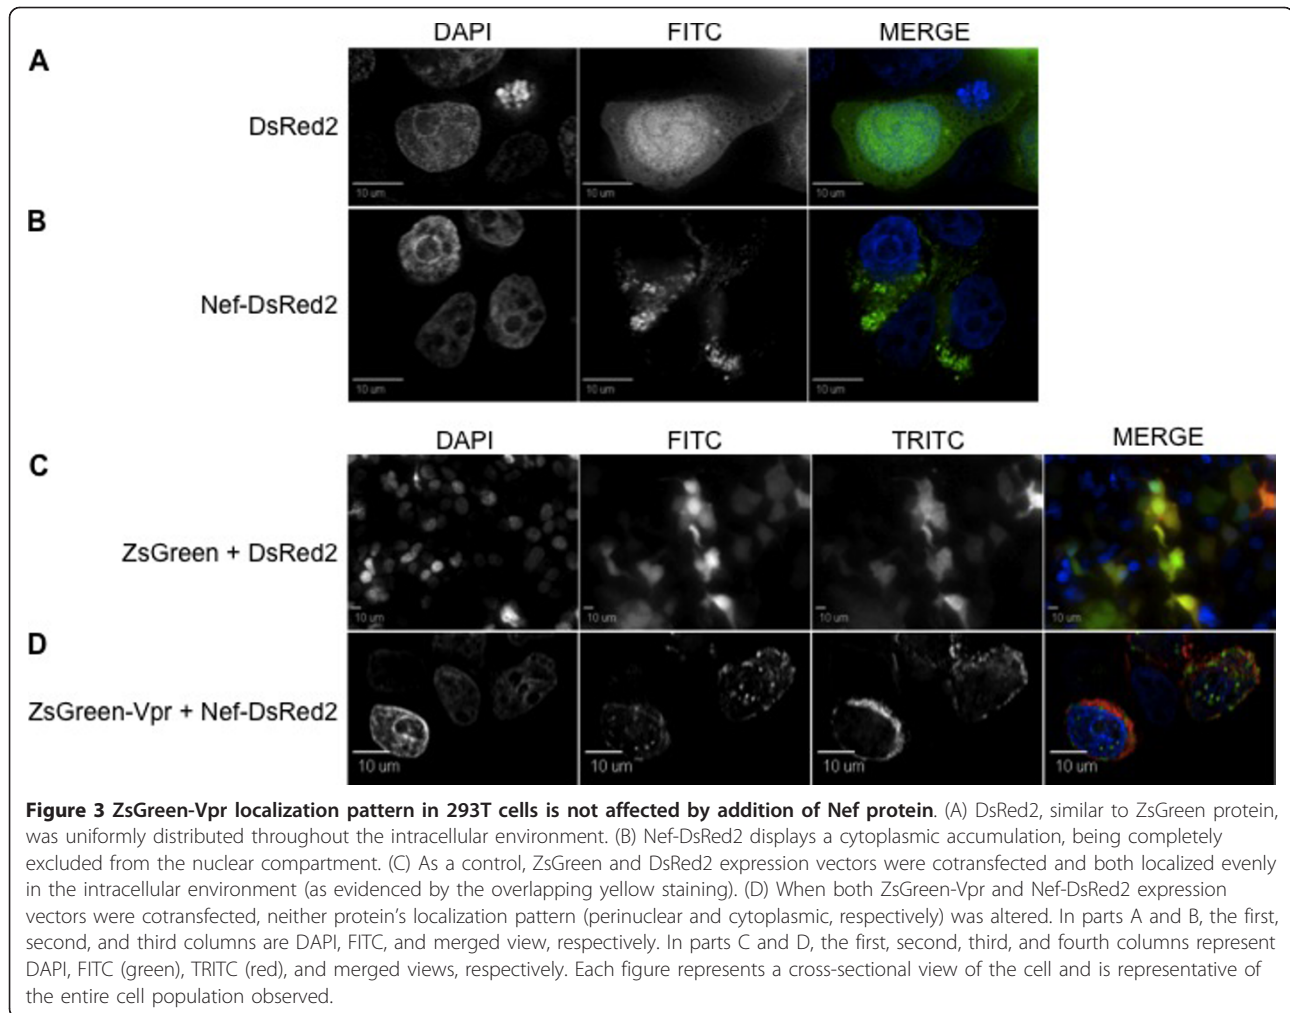 DAPI FITC MERGE
A
DsRed2
10 um 10 um 10 um
B
Nef-DsRed2
10 um 10 um 10 um
DAPI FITC TRITC MERGE
C
ZsGreen + DsRed2
10 um 10 um 10 um 10 um
D
ZsGreen-Vpr + Nef-DsRed2
10 um 10 um 10 um 10 um
Figure 3 ZsGreen-Vpr localization pattern in 293T cells is not affected by addition of Nef protein. (A) DsRed2, similar to ZsGreen protein,
was uniformly distributed throughout the intracellular environment. (B) Nef-DsRed2 displays a cytoplasmic accumulation, being completely
excluded from the nuclear compartment. (C) As a control, ZsGreen and DsRed2 expression vectors were cotransfected and both localized evenly
in the intracellular environment (as evidenced by the overlapping yellow staining). (D) When both ZsGreen-Vpr and Nef-DsRed2 expression
vectors were cotransfected, neither protein's localization pattern (perinuclear and cytoplasmic, respectively) was altered. In parts A and B, the first,
second, and third columns are DAPI, FITC, and merged view, respectively. In parts C and D, the first, second, third, and fourth columns represent
DAPI, FITC (green), TRITC (red), and merged views, respectively. Each figure represents a cross-sectional view of the cell and is representative of
the entire cell population observed.